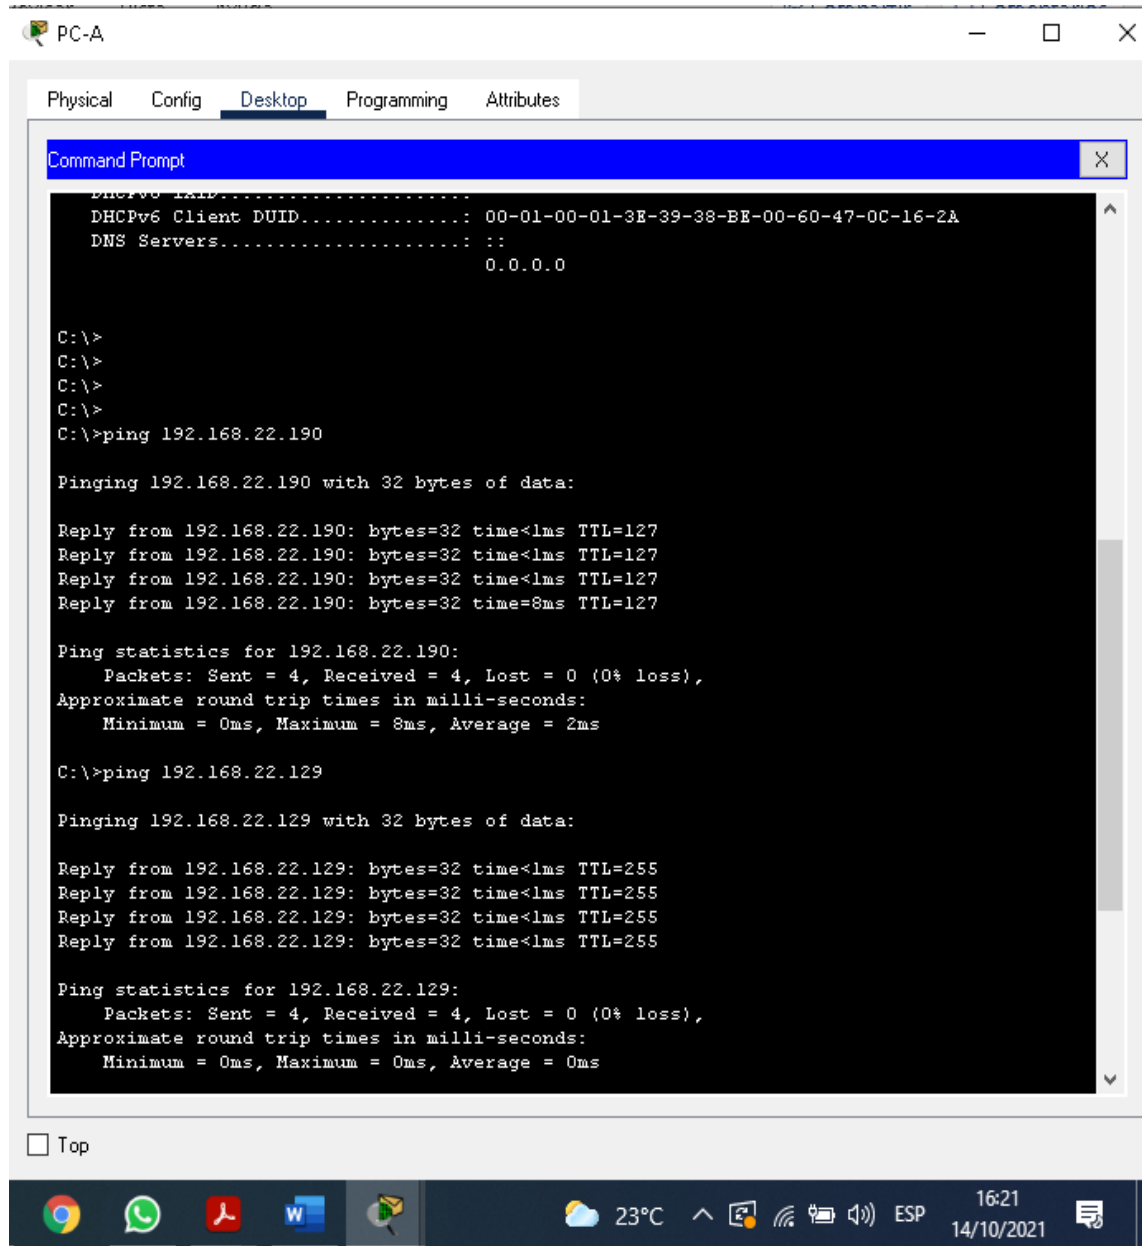 PC-A
Physical Config Desktop Programming Attributes
Command Prompt
X
DHCPv6 IAID.......................:
DHCPv6 Client DUID..............: 00-01-00-01-3E-39-38-BE-00-60-47-0C-16-2A
DNS Servers.....................: ::
0.0.0.0
C:\>
C:\>
C:\>
C:\>
C:\>ping 192.168.22.190
Pinging 192.168.22.190 with 32 bytes of data:
Reply from 192.168.22.190: bytes=32 time<1ms TTL=127
Reply from 192.168.22.190: bytes=32 time<1ms TTL=127
Reply from 192.168.22.190: bytes=32 time<1ms TTL=127
Reply from 192.168.22.190: bytes=32 time=8ms TTL=127
Ping statistics for 192.168.22.190:
Packets: Sent = 4, Received = 4, Lost = 0 (0% loss),
Approximate round trip times in milli-seconds:
Minimum = 0ms, Maximum = 8ms, Average = 2ms
C:\>ping 192.168.22.129
Pinging 192.168.22.129 with 32 bytes of data:
Reply from 192.168.22.129: bytes=32 time<1ms TTL=255
Reply from 192.168.22.129: bytes=32 time<1ms TTL=255
Reply from 192.168.22.129: bytes=32 time<1ms TTL=255
Reply from 192.168.22.129: bytes=32 time<1ms TTL=255
Ping statistics for 192.168.22.129:
Packets: Sent = 4, Received = 4, Lost = 0 (0% loss),
Approximate round trip times in milli-seconds:
Minimum = 0ms, Maximum = 0ms, Average = 0ms
Top
23°C ESP 16:21
14/10/2021